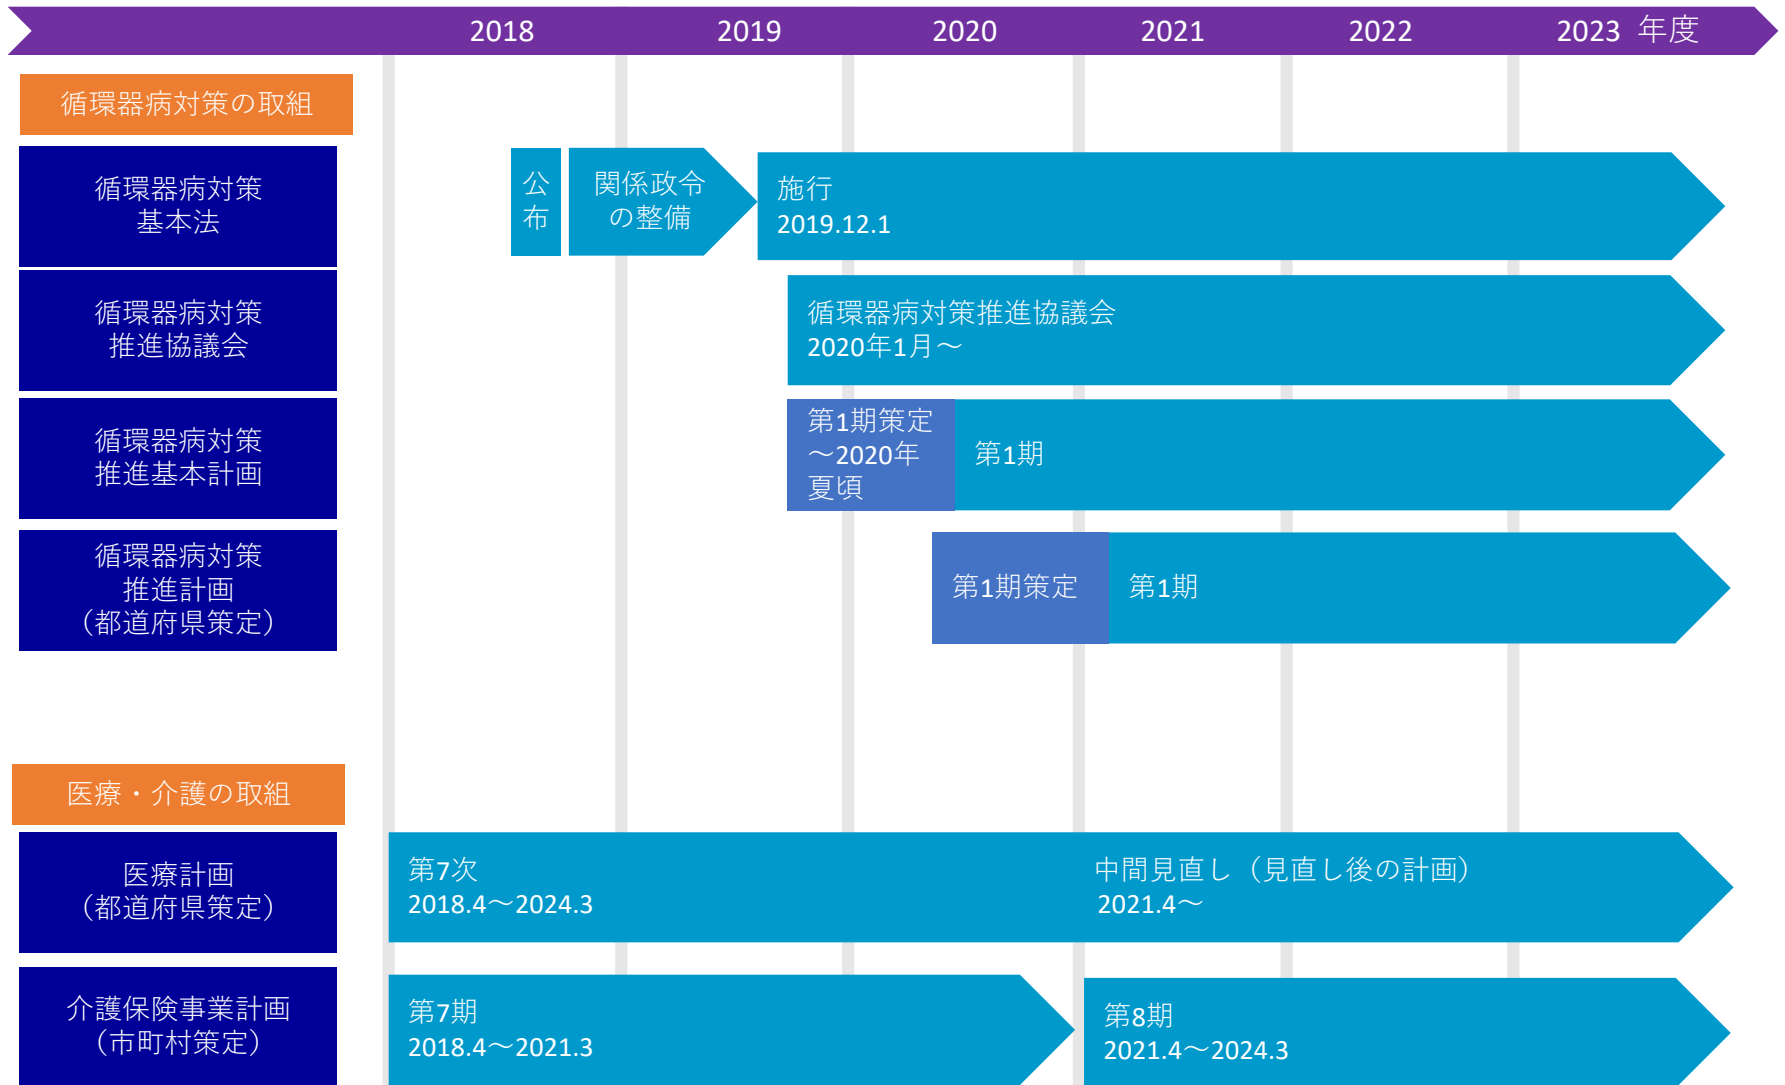 2018 2019 2020 2021 2022 2023 年度
循環器病対策の取組
循環器病対策
基本法
公
布
関係政令
の整備
施行
2019.12.1
循環器病対策
推進協議会
循環器病対策推進協議会
2020年1月～
循環器病対策
推進基本計画
第1期策定
～2020年
夏頃
第1期
循環器病対策
推進計画
（都道府県策定）
第1期策定
第1期
医療・介護の取組
医療計画
（都道府県策定）
第7次
2018.4～2024.3
中間見直し（見直し後の計画）
2021.4～
介護保険事業計画
（市町村策定）
第7期
2018.4～2021.3
第8期
2021.4～2024.3